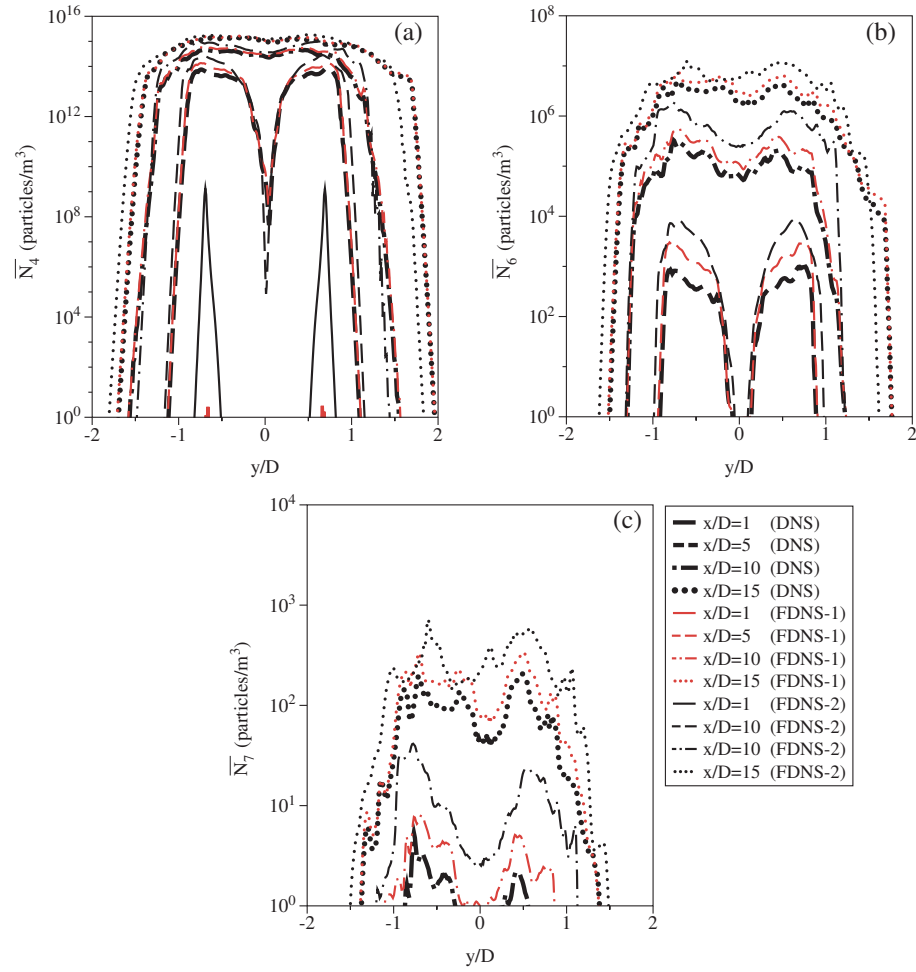 10^16
10^12
10^8
10^4
10^0
-2 -1 0 1 2
y/D
N̅₄ (particles/m³)
(a)
10^8
10^6
10^4
10^2
10^0
-2 -1 0 1 2
y/D
N̅₆ (particles/m³)
(b)
10^4
10^3
10^2
10^1
10^0
-2 -1 0 1 2
y/D
N̅₇ (particles/m³)
(c)
x/D=1 (DNS)
x/D=5 (DNS)
x/D=10 (DNS)
x/D=15 (DNS)
x/D=1 (FDNS-1)
x/D=5 (FDNS-1)
x/D=10 (FDNS-1)
x/D=15 (FDNS-1)
x/D=1 (FDNS-2)
x/D=10 (FDNS-2)
x/D=10 (FDNS-2)
x/D=15 (FDNS-2)